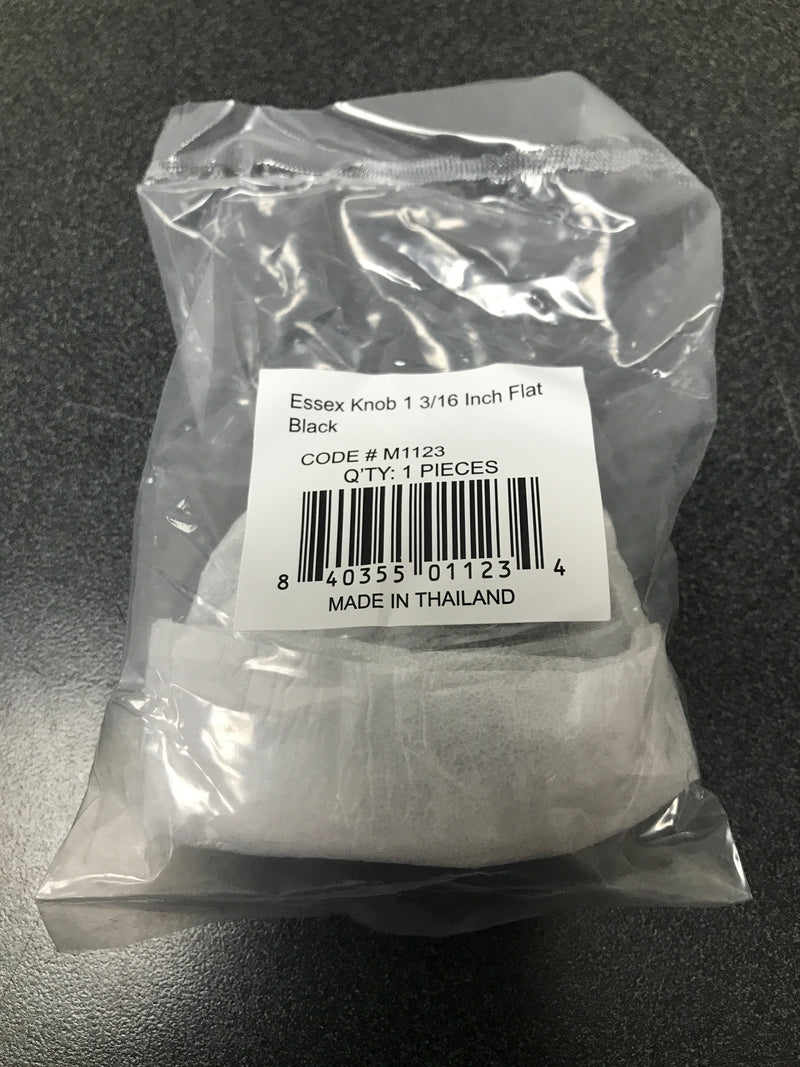 Essex Knob 1 3/16 Inch Flat
Black
CODE # M1123
Q'TY: 1 PIECES
8 40355 01123 4
MADE IN THAILAND